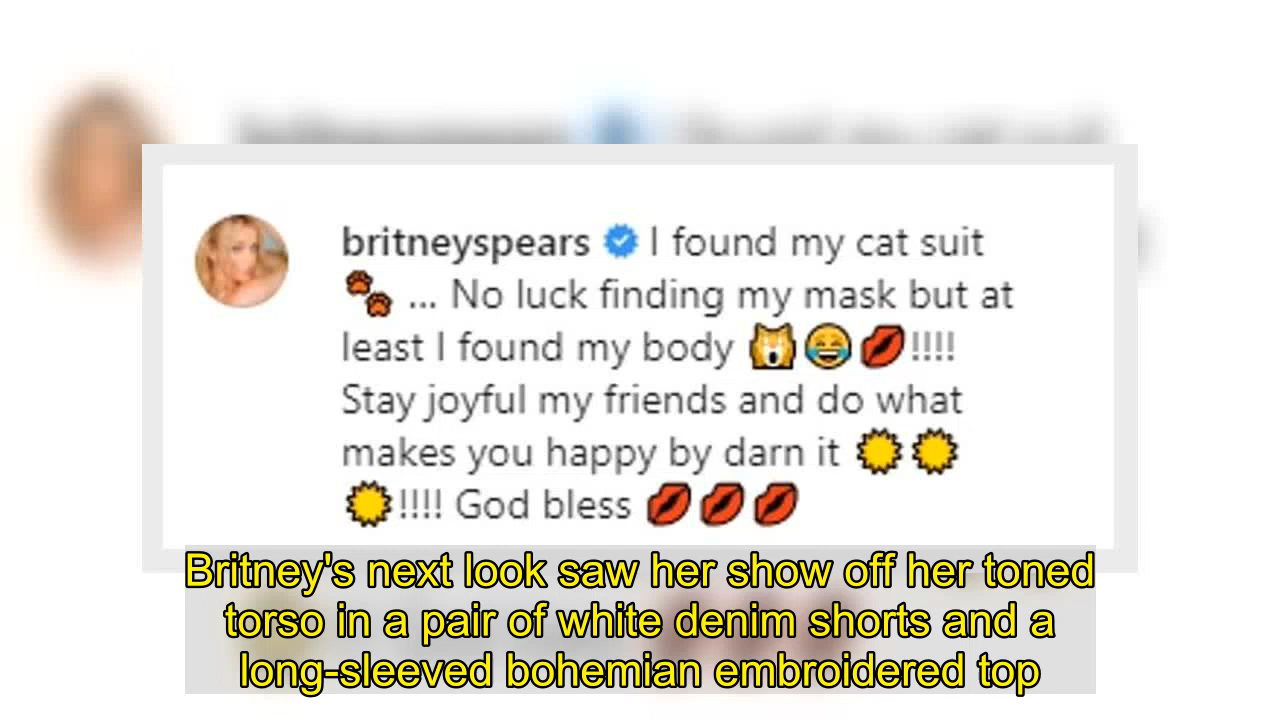 britneyspears I found my cat suit
🐾 ... No luck finding my mask but at
least I found my body 🙀😂💋!!!!
Stay joyful my friends and do what
makes you happy by darn it ☀☀
☀!!!! God bless 💋💋💋
Britney's next look saw her show off her toned
torso in a pair of white denim shorts and a
long-sleeved bohemian embroidered top